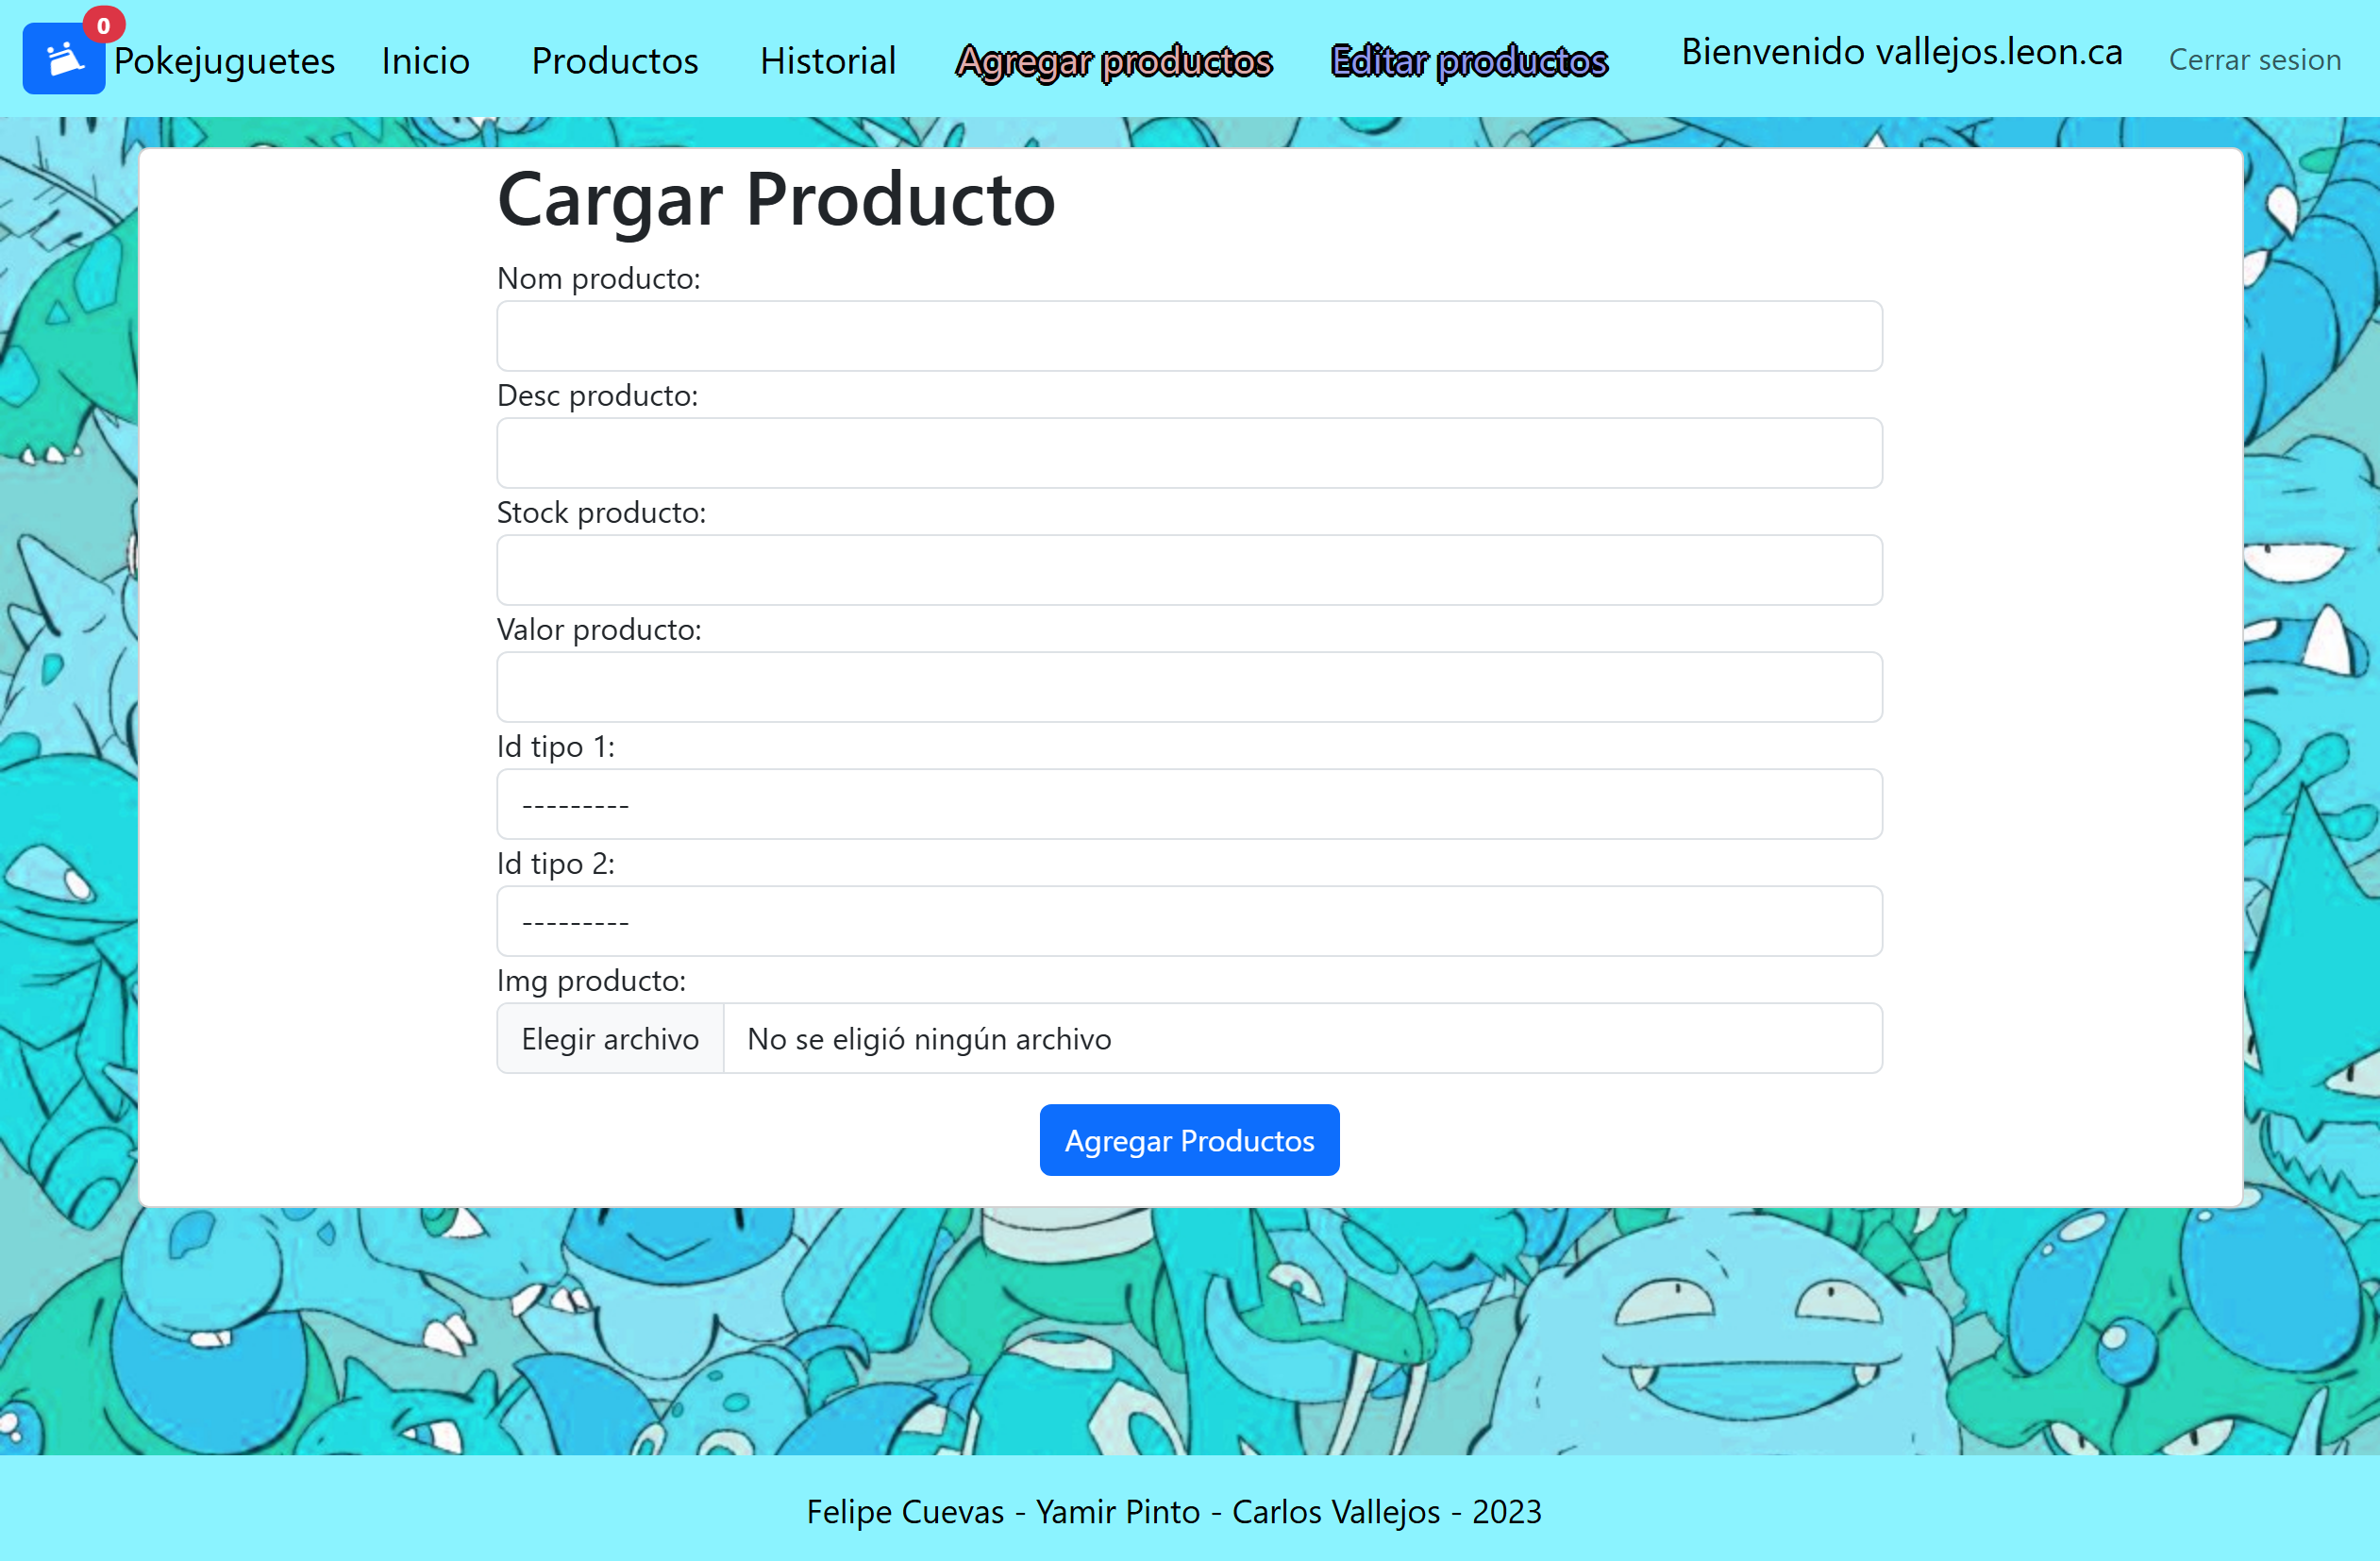 0
Pokejuguetes Inicio Productos Historial Agregar productos Editar productos Bienvenido vallejos.leon.ca Cerrar sesion
Cargar Producto
Nom producto:
Desc producto:
Stock producto:
Valor producto:
Id tipo 1:
---------
Id tipo 2:
---------
Img producto:
Elegir archivo No se eligió ningún archivo
Agregar Productos
Felipe Cuevas - Yamir Pinto - Carlos Vallejos - 2023